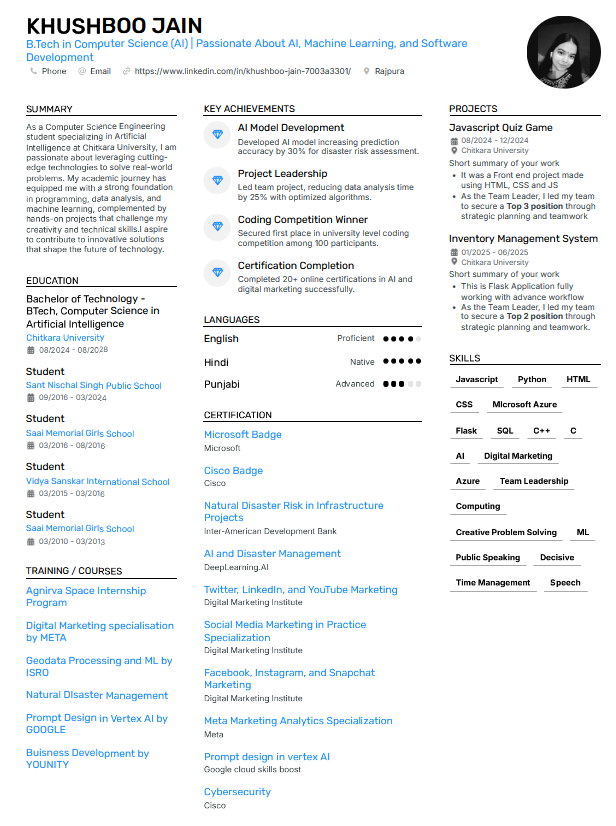 KHUSHBOO JAIN
B.Tech in Computer Science (AI) | Passionate About AI, Machine Learning, and Software
Development
Phone Email https://www.linkedin.com/in/khushboo-jain-7003a3301/ Rajpura
SUMMARY
As a Computer Science Engineering
student specializing in Artificial
Intelligence at Chitkara University, I am
passionate about leveraging cutting-
edge technologies to solve real-world
problems. My academic journey has
equipped me with a strong foundation
in programming, data analysis, and
machine learning, complemented by
hands-on projects that challenge my
creativity and technical skills.I aspire
to contribute to innovative solutions
that shape the future of technology.
EDUCATION
Bachelor of Technology -
BTech, Computer Science in
Artificial Intelligence
Chitkara University
08/2024 - 08/2028
Student
Sant Nischal Singh Public School
09/2016 - 03/2024
Student
Saai Memorial Girls School
03/2016 - 08/2016
Student
Vidya Sanskar International School
03/2015 - 03/2016
Student
Saai Memorial Girls School
03/2010 - 03/2013
TRAINING / COURSES
Agnirva Space Internship
Program
Digital Marketing specialisation
by META
Geodata Processing and ML by
ISRO
Natural DIsaster Management
Prompt Design in Vertex AI by
GOOGLE
Buisness Development by
YOUNITY
KEY ACHIEVEMENTS
AI Model Development
Developed AI model increasing prediction
accuracy by 30% for disaster risk assessment.
Project Leadership
Led team project, reducing data analysis time
by 25% with optimized algorithms.
Coding Competition Winner
Secured first place in university level coding
competition among 100 participants.
Certification Completion
Completed 20+ online certifications in AI and
digital marketing successfully.
LANGUAGES
English Proficient
Hindi Native
Punjabi Advanced
CERTIFICATION
Microsoft Badge
Microsoft
Cisco Badge
Cisco
Natural Disaster Risk in Infrastructure
Projects
Inter-American Development Bank
AI and Disaster Management
DeepLearning.AI
Twitter, LinkedIn, and YouTube Marketing
Digital Marketing Institute
Social Media Marketing in Practice
Specialization
Digital Marketing Institute
Facebook, Instagram, and Snapchat
Marketing
Digital Marketing Institute
Meta Marketing Analytics Specialization
Meta
Prompt design in vertex AI
Google cloud skills boost
Cybersecurity
Cisco
PROJECTS
Javascript Quiz Game
08/2024 - 12/2024
Chitkara University
Short summary of your work
• It was a Front end project made
using HTML, CSS and JS
• As the Team Leader, I led my team
to secure a Top 3 position through
strategic planning and teamwork
Inventory Management System
01/2025 - 06/2025
Chitkara University
Short summary of your work
• This is Flask Application fully
working with advance workflow
• As the Team Leader, I led my team
to secure a Top 2 position through
strategic planning and teamwork.
SKILLS
Javascript Python HTML
CSS MIcrosoft Azure
Flask SQL C++ C
AI Digital Marketing
Azure Team Leadership
Computing
Creative Problem Solving ML
Public Speaking Decisive
Time Management Speech